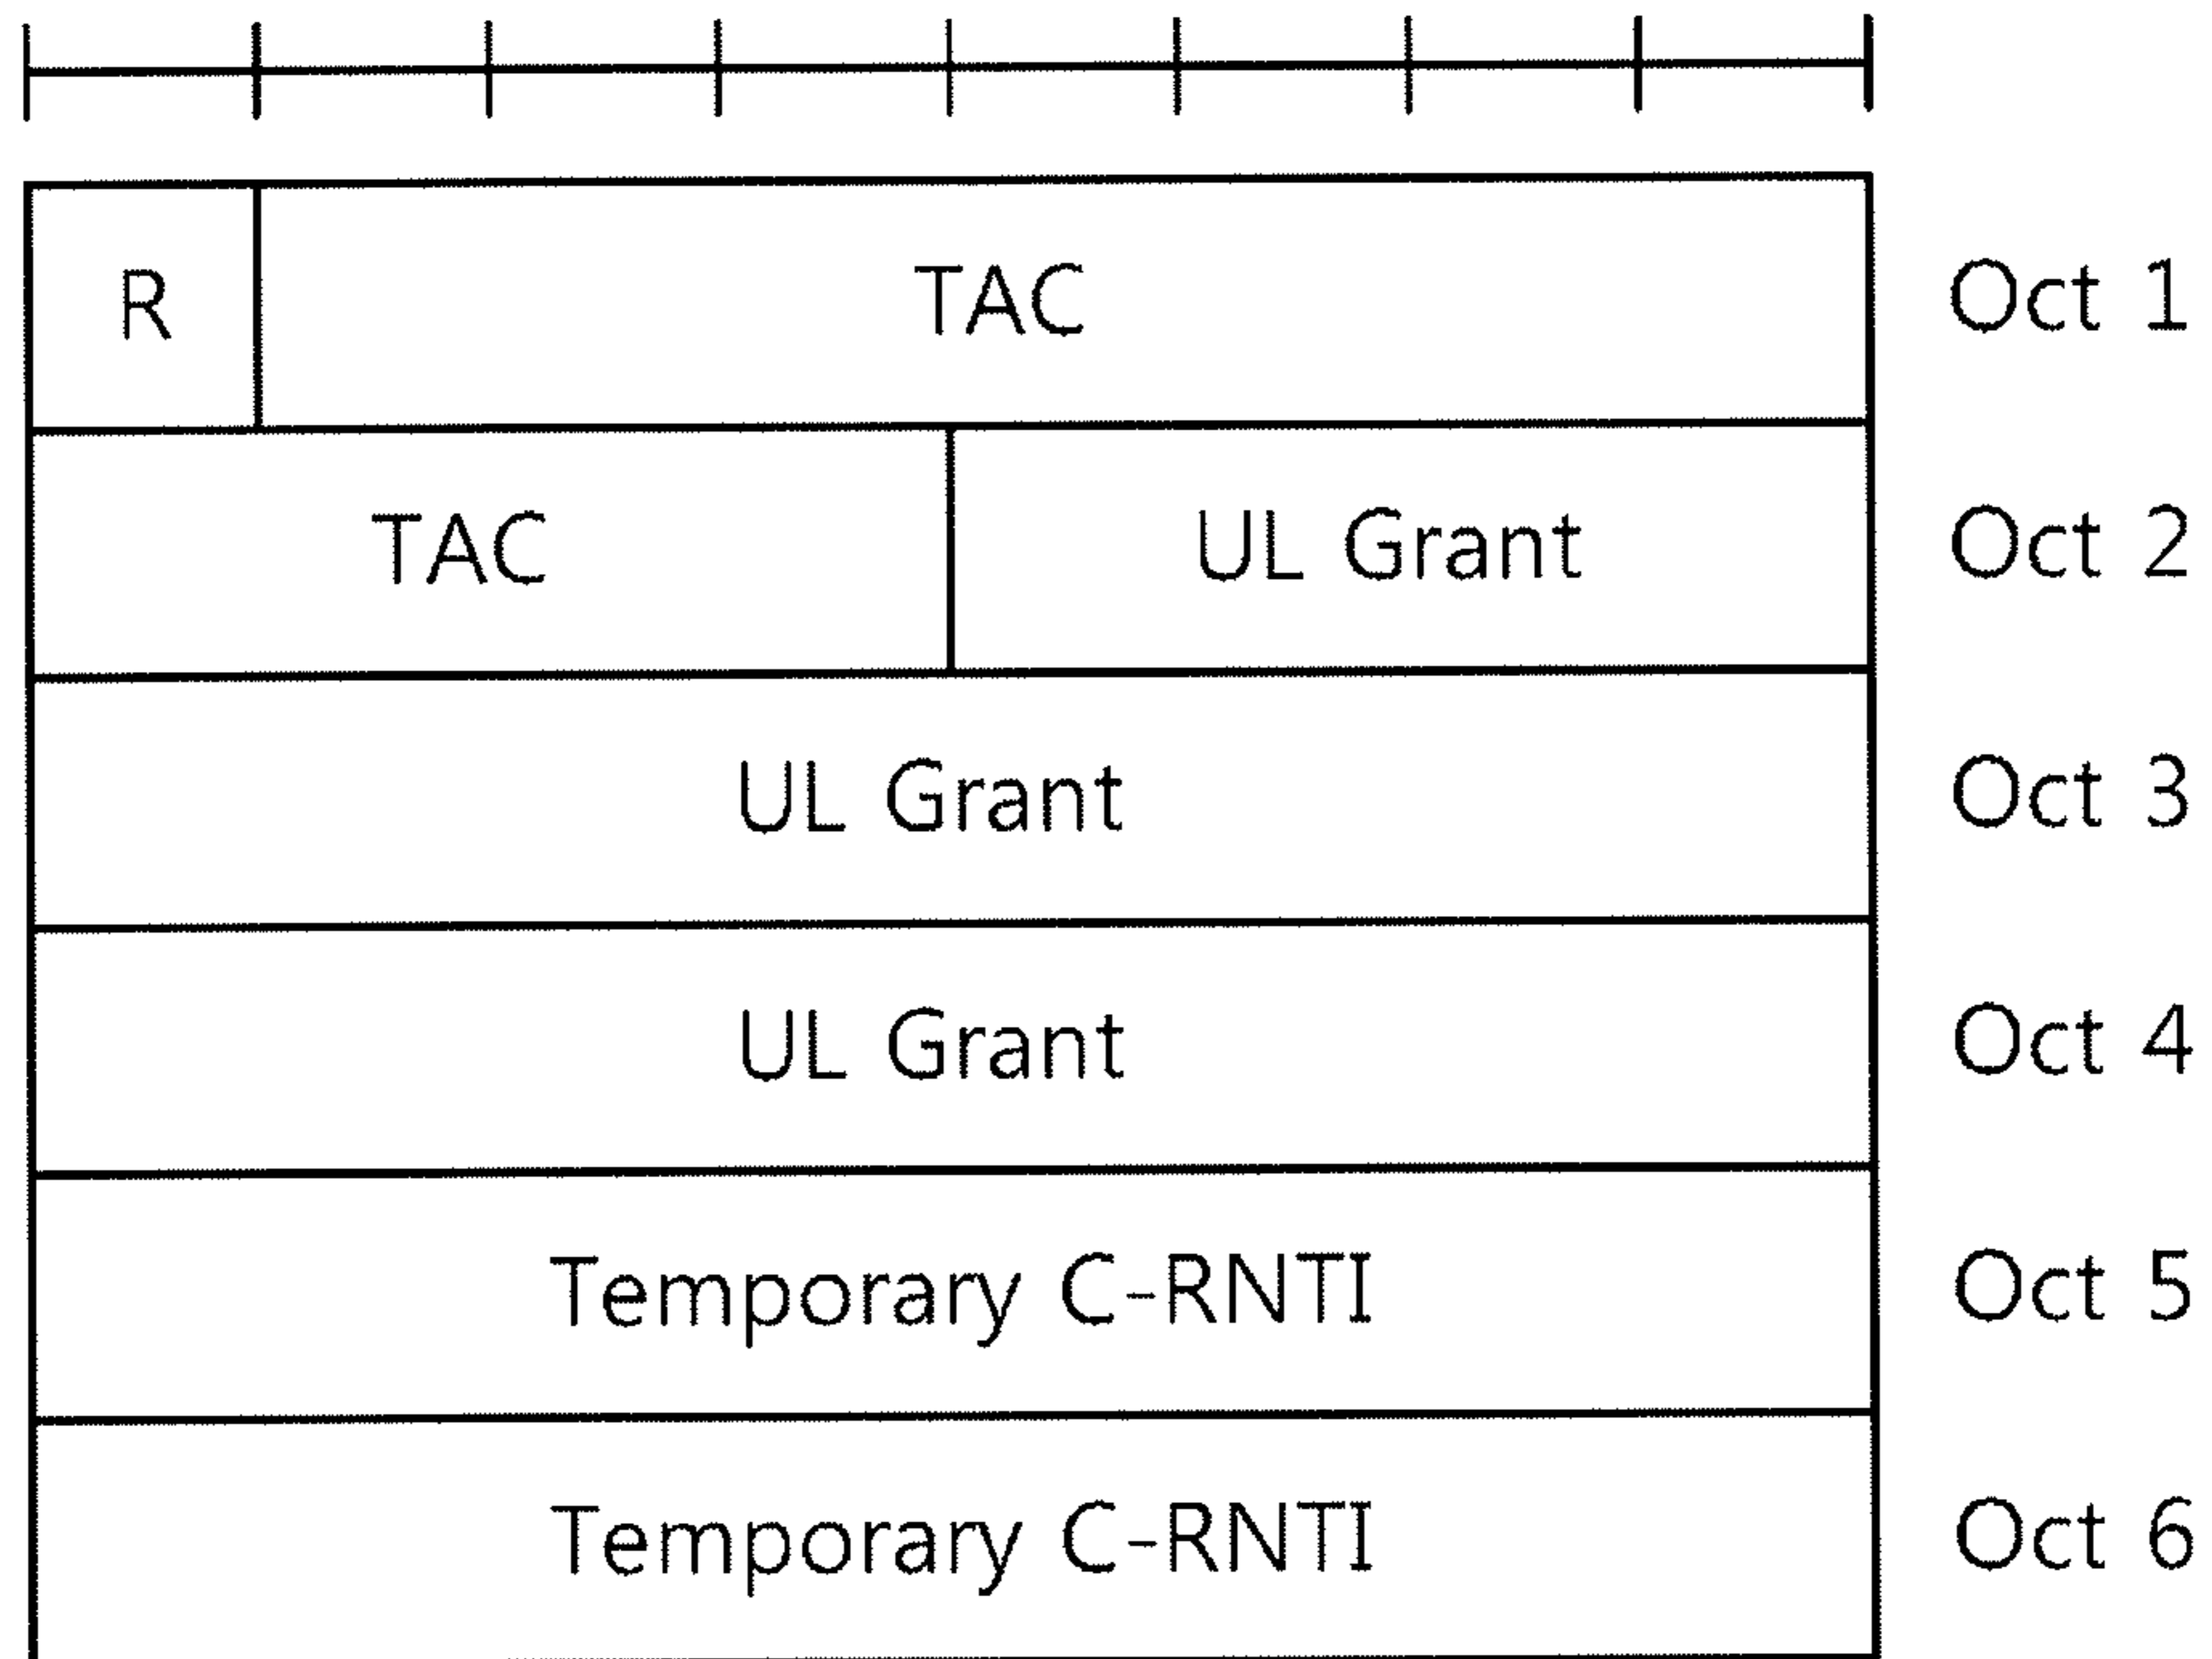 R TAC Oct 1
TAC UL Grant Oct 2
UL Grant Oct 3
UL Grant Oct 4
Temporary C-RNTI Oct 5
Temporary C-RNTI Oct 6